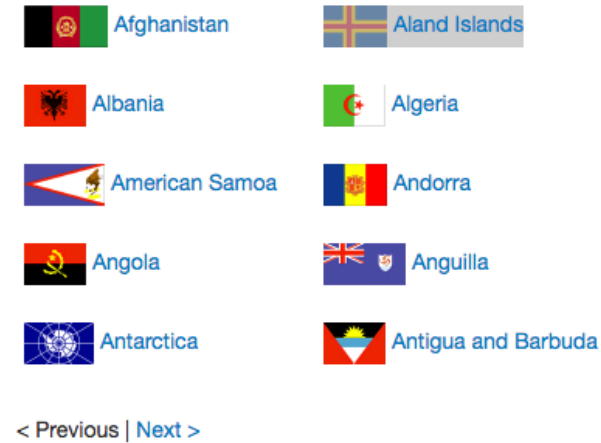 Afghanistan Aland Islands
Albania Algeria
American Samoa Andorra
Angola Anguilla
Antarctica Antigua and Barbuda
< Previous | Next >